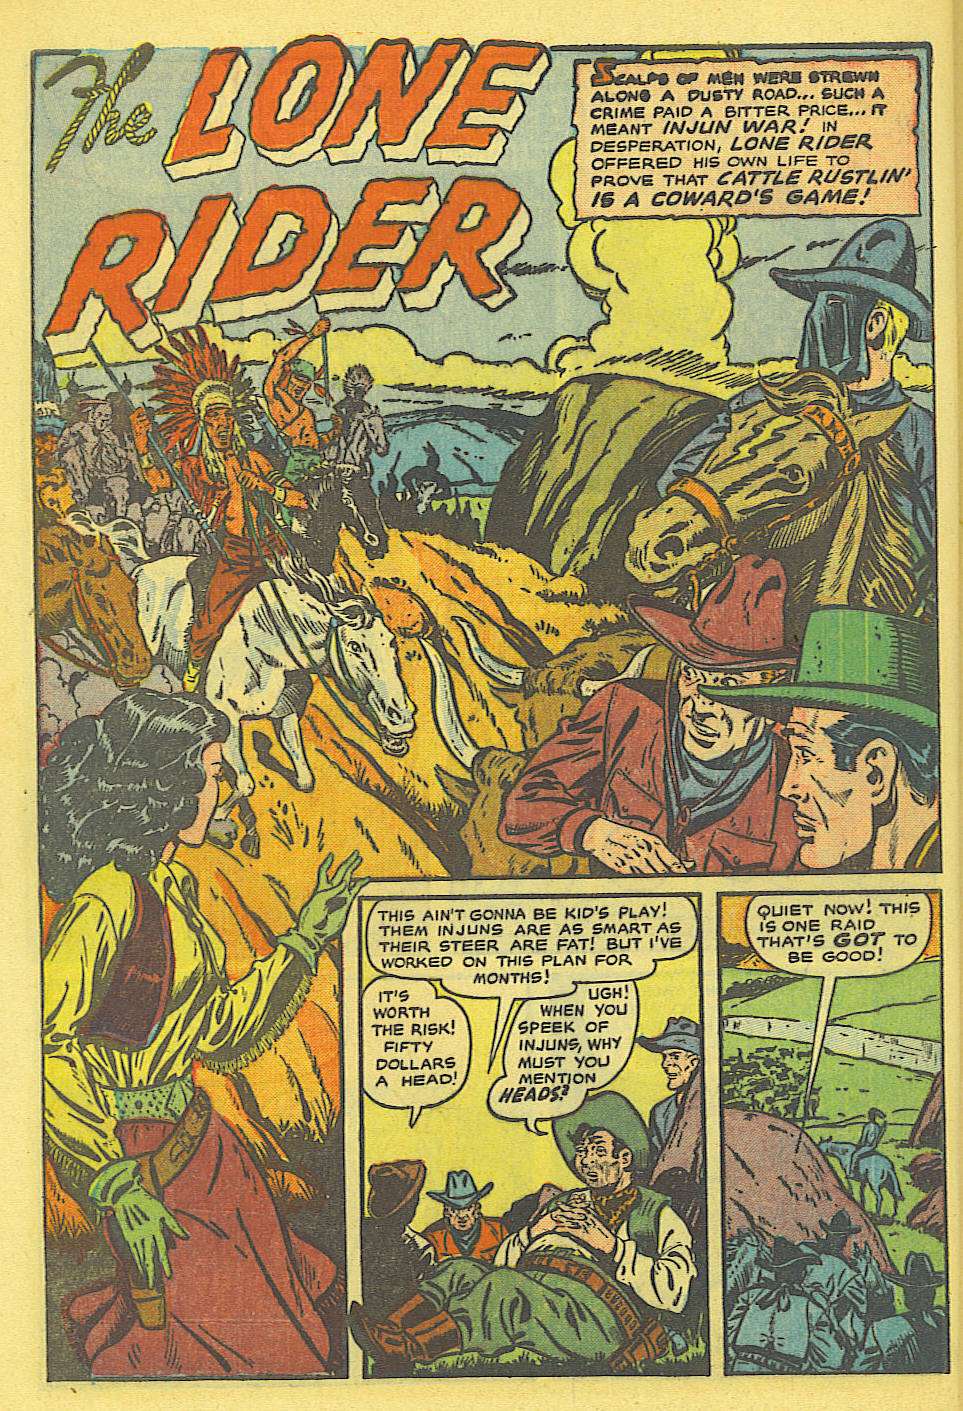 The LONE
RIDER
SCALPS OF MEN WERE STREWN
ALONG A DUSTY ROAD... SUCH A
CRIME PAID A BITTER PRICE... IT
MEANT INJUN WAR! IN
DESPERATION, LONE RIDER
OFFERED HIS OWN LIFE TO
PROVE THAT CATTLE RUSTLIN'
IS A COWARD'S GAME!
THIS AIN'T GONNA BE KID'S PLAY!
THEM INJUNS ARE AS SMART AS
THEIR STEER ARE FAT! BUT I'VE
WORKED ON THIS PLAN FOR
MONTHS!
IT'S
WORTH
THE RISK!
FIFTY
DOLLARS
A HEAD!
UGH!
WHEN YOU
SPEEK OF
INJUNS, WHY
MUST YOU
MENTION
HEADS?
QUIET NOW! THIS
IS ONE RAID
THAT'S GOT TO
BE GOOD!